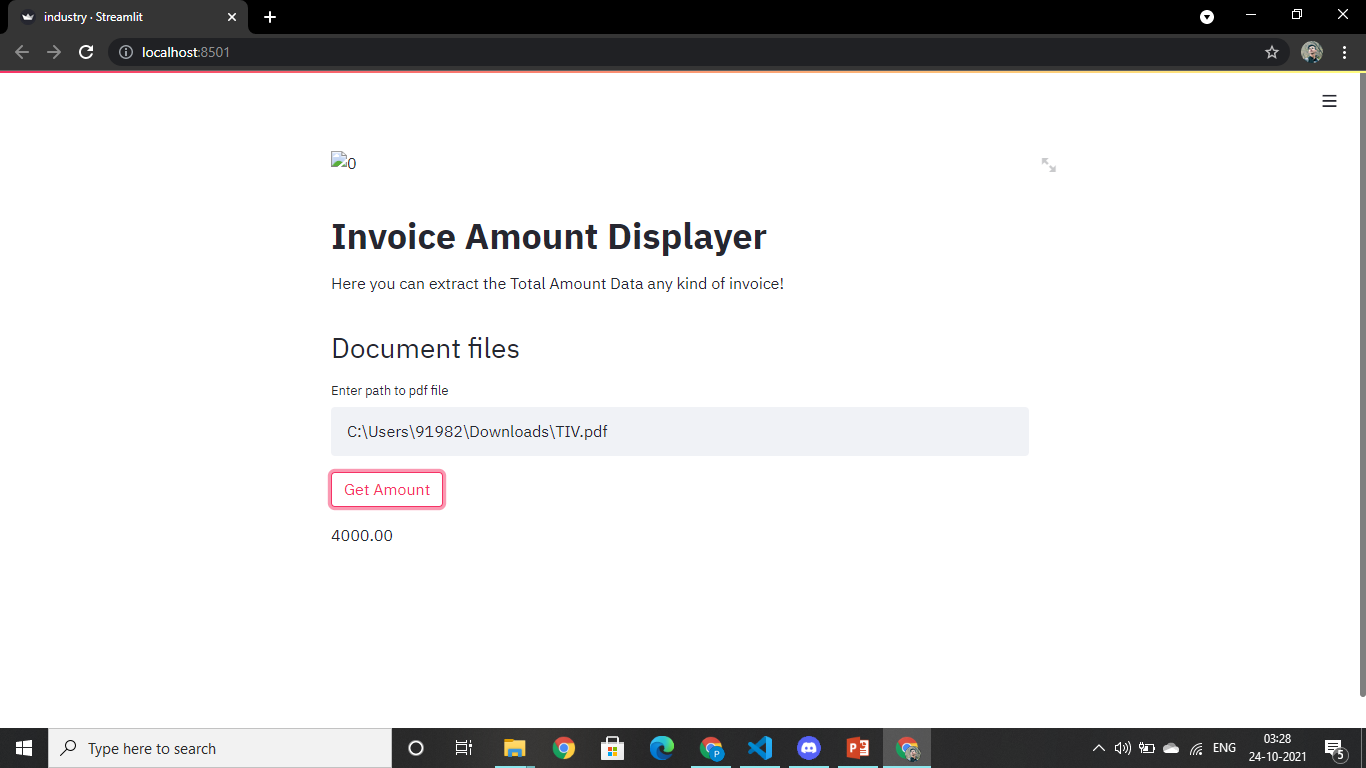 industry · Streamlit
localhost:8501
0
Invoice Amount Displayer
Here you can extract the Total Amount Data any kind of invoice!
Document files
Enter path to pdf file
C:\Users\91982\Downloads\TIV.pdf
Get Amount
4000.00
Type here to search
P
ENG
03:28
24-10-2021
5